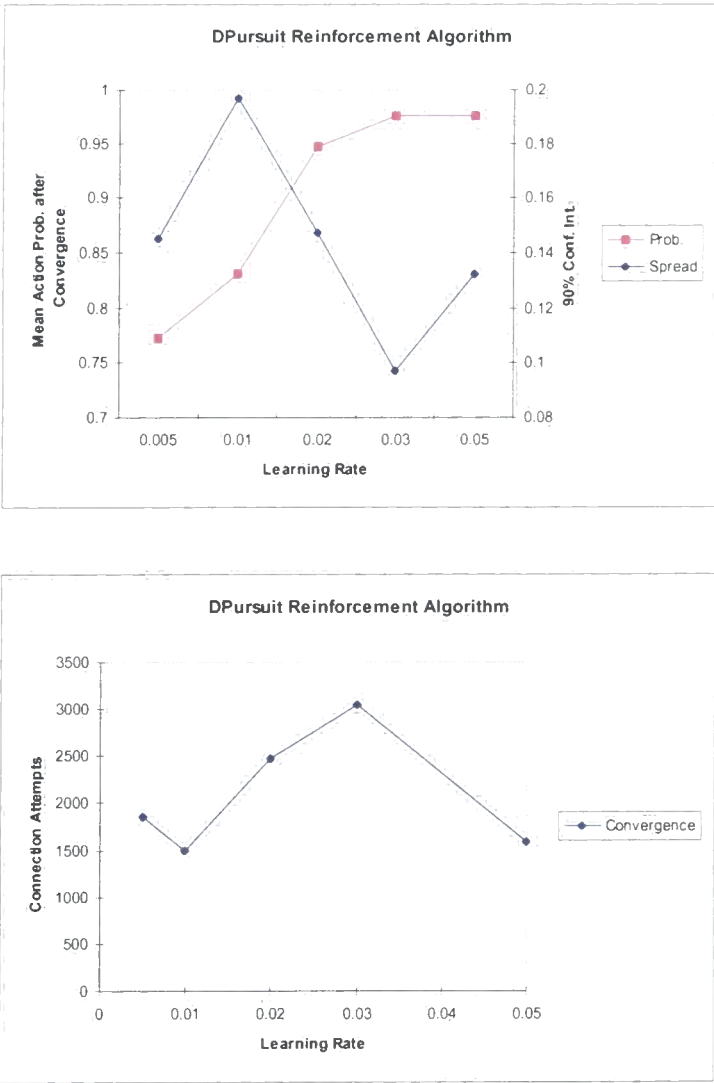 DPursuit Reinforcement Algorithm
1
0.95
0.9
0.85
0.8
0.75
0.7
Mean Action Prob. after
Convergence
0.2
0.18
0.16
0.14
0.12
0.1
0.08
90% Conf. Int.
Prob.
Spread
0.005 0.01 0.02 0.03 0.05
Learning Rate
DPursuit Reinforcement Algorithm
3500
3000
2500
2000
1500
1000
500
0
Connection Attempts
Convergence
0 0.01 0.02 0.03 0.04 0.05
Learning Rate